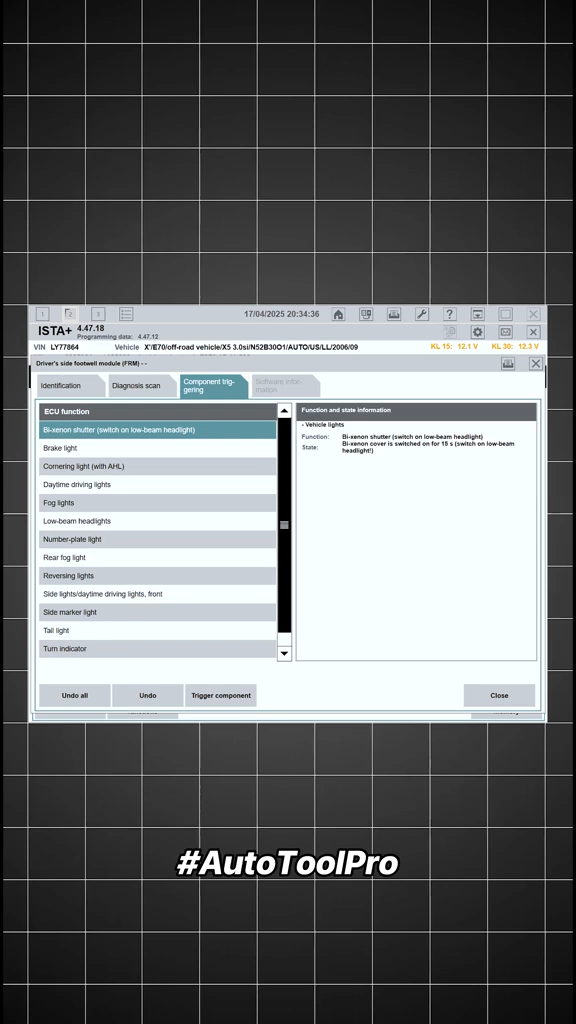 1 2 3 17/04/2025 20:34:36 ?
ISTA+ 4.47.18
Programming data: 4.47.12
VIN LY77864 Vehicle X'/E70/off-road vehicle/X5 3.0si/N52B30O1/AUTO/US/LL/2006/09 KL 15: 12.1 V KL 30: 12.3 V
Driver's side footwell module (FRM) - -
Identification
Diagnosis scan
Component trig-
gering
Software infor-
mation
ECU function
Bi-xenon shutter (switch on low-beam headlight)
Brake light
Cornering light (with AHL)
Daytime driving lights
Fog lights
Low-beam headlights
Number-plate light
Rear fog light
Reversing lights
Side lights/daytime driving lights, front
Side marker light
Tail light
Turn indicator
Function and state information
- Vehicle lights
Function: Bi-xenon shutter (switch on low-beam headlight)
State: Bi-xenon cover is switched on for 15 s (switch on low-beam
headlight!)
Undo all Undo Trigger component Close
#AutoToolPro